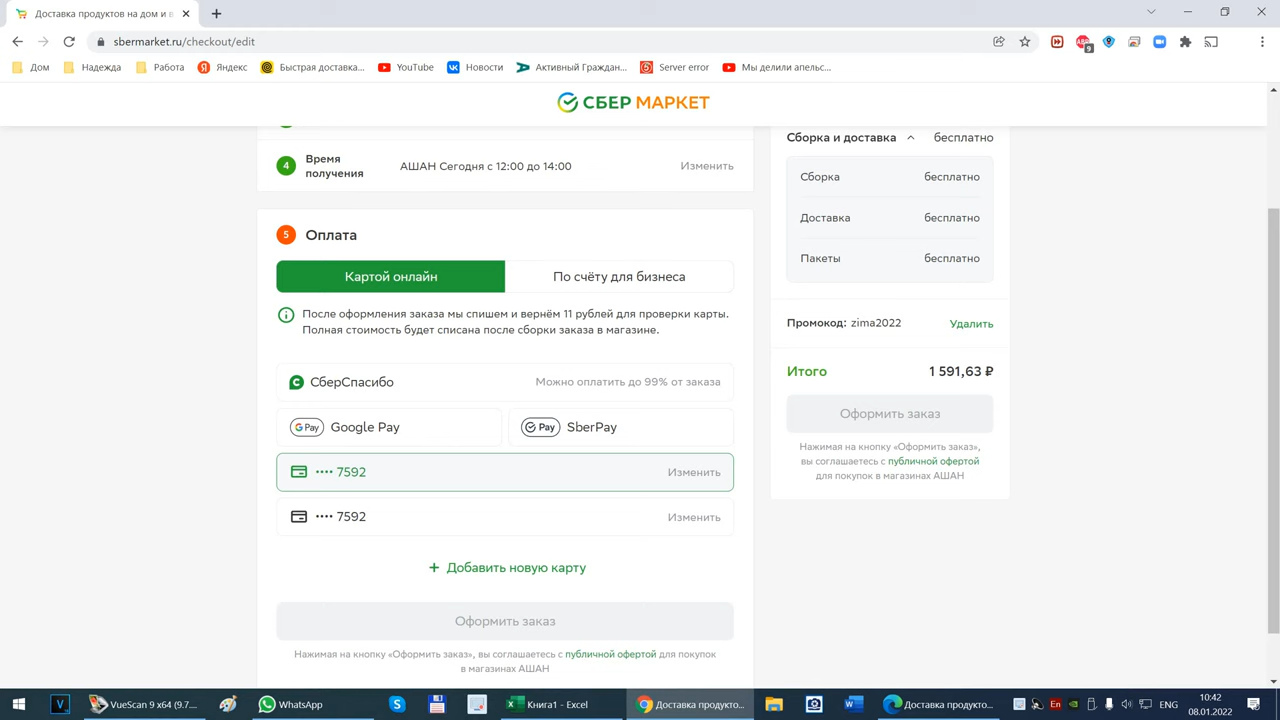 Доставка продуктов на дом и в
sbermarket.ru/checkout/edit
ABP
9
Дом
Надежда
Работа
Яндекс
Быстрая доставка...
YouTube
Новости
Активный Граждан...
Server error
Мы делили апельс...
СБЕР МАРКЕТ
4
Время
получения
АШАН Сегодня с 12:00 до 14:00
Изменить
5
Оплата
Картой онлайн
По счёту для бизнеса
После оформления заказа мы спишем и вернём 11 рублей для проверки карты.
Полная стоимость будет списана после сборки заказа в магазине.
СберСпасибо
Можно оплатить до 99% от заказа
G Pay
Google Pay
Pay
SberPay
•••• 7592
Изменить
•••• 7592
Изменить
+ Добавить новую карту
Оформить заказ
Нажимая на кнопку «Оформить заказ», вы соглашаетесь с публичной офертой для покупок
в магазинах АШАН
Сборка и доставка
бесплатно
Сборка
бесплатно
Доставка
бесплатно
Пакеты
бесплатно
Промокод: zima2022
Удалить
Итого
1 591,63 ₽
Оформить заказ
Нажимая на кнопку «Оформить заказ»,
вы соглашаетесь с публичной офертой
для покупок в магазинах АШАН
VueScan 9 x64 (9.7....
WhatsApp
Книга1 - Excel
Доставка продукто...
Доставка продукто...
En
ENG
10:42
08.01.2022